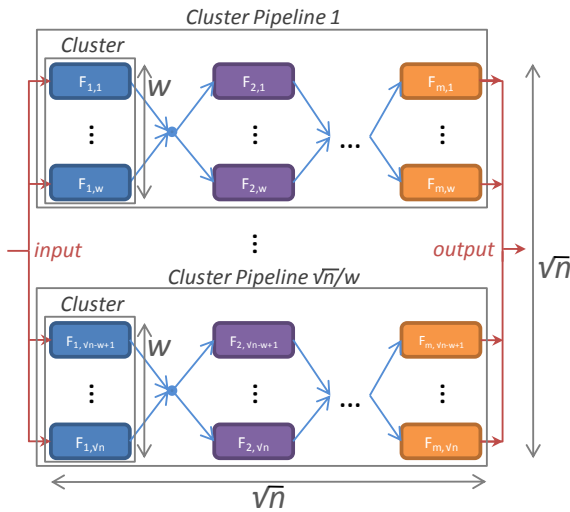 Cluster Pipeline 1
Cluster
F1,1 w F2,1 Fm,1
... ... ...
...
F1,w F2,w Fm,w
input ... output
√n
Cluster Pipeline √n/w
Cluster
F1, √n-w+1 w F2, √n-w+1 Fm, √n-w+1
... ... ...
...
F1,√n F2, √n Fm, √n
√n